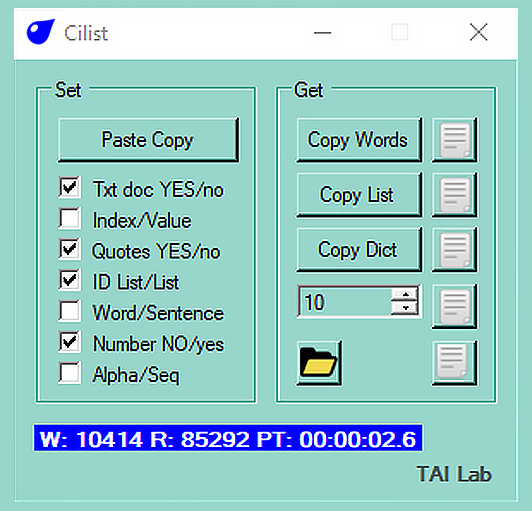 Cilist
Set
Paste Copy
Txt doc YES/no
Index/Value
Quotes YES/no
ID List/List
Word/Sentence
Number NO/yes
Alpha/Seq
Get
Copy Words
Copy List
Copy Dict
10
W: 10414 R: 85292 PT: 00:00:02.6
TAI Lab